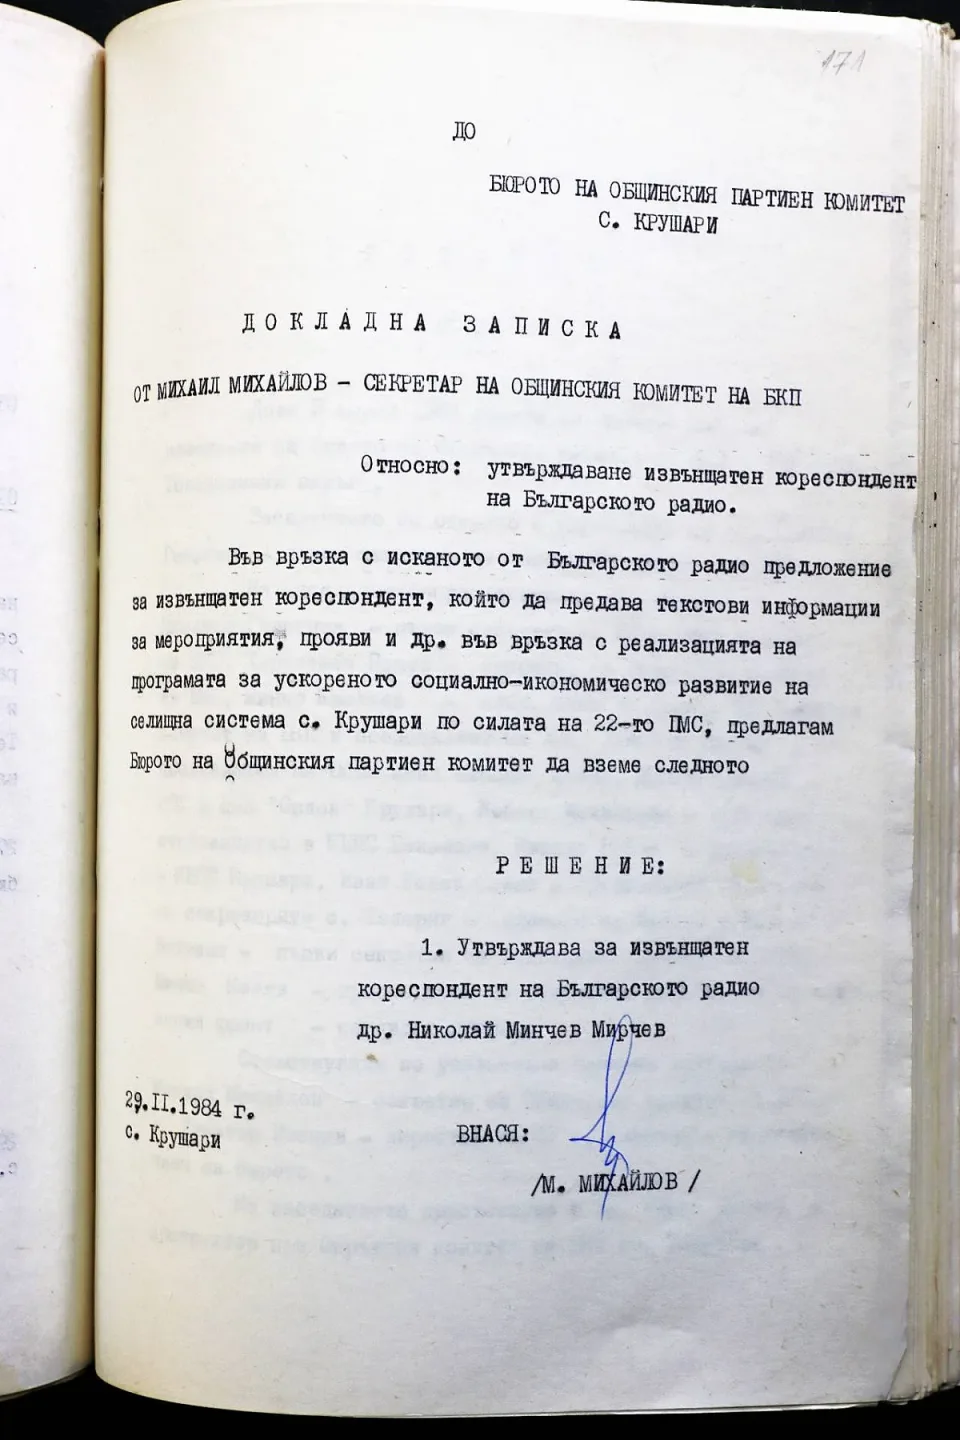 171
ДО
БЮРОТО НА ОБЩИНСКИЯ ПАРТИЕН КОМИТЕТ
С. КРУШАРИ
ДОКЛАДНА ЗАПИСКА
ОТ МИХАИЛ МИХАЙЛОВ – СЕКРЕТАР НА ОБЩИНСКИЯ КОМИТЕТ НА БКП
Относно: утвърждаване извънщатен кореспондент
на Българското радио.
Във връзка с исканото от Българското радио предложение
за извънщатен кореспондент, който да предава текстови информации
за мероприятия, прояви и др. във връзка с реализацията на
програмата за ускореното социално-икономическо развитие на
селищна система с. Крушари по силата на 22-то ПМС, предлагам
Бюрото на Общинския партиен комитет да вземе следното
РЕШЕНИЕ:
1. Утвърждава за извънщатен
кореспондент на Българското радио
др. Николай Минчев Мирчев
29.II.1984 г.
с. Крушари
ВНАСЯ:
/М. МИХАЙЛОВ /